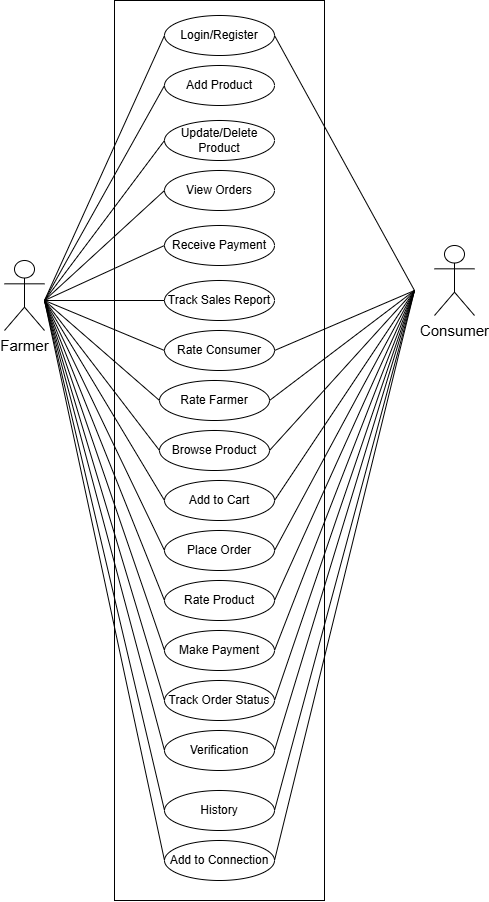 Login/Register
Add Product
Update/Delete
Product
View Orders
Receive Payment
Track Sales Report
Farmer
Consumer
Rate Consumer
Rate Farmer
Browse Product
Add to Cart
Place Order
Rate Product
Make Payment
Track Order Status
Verification
History
Add to Connection